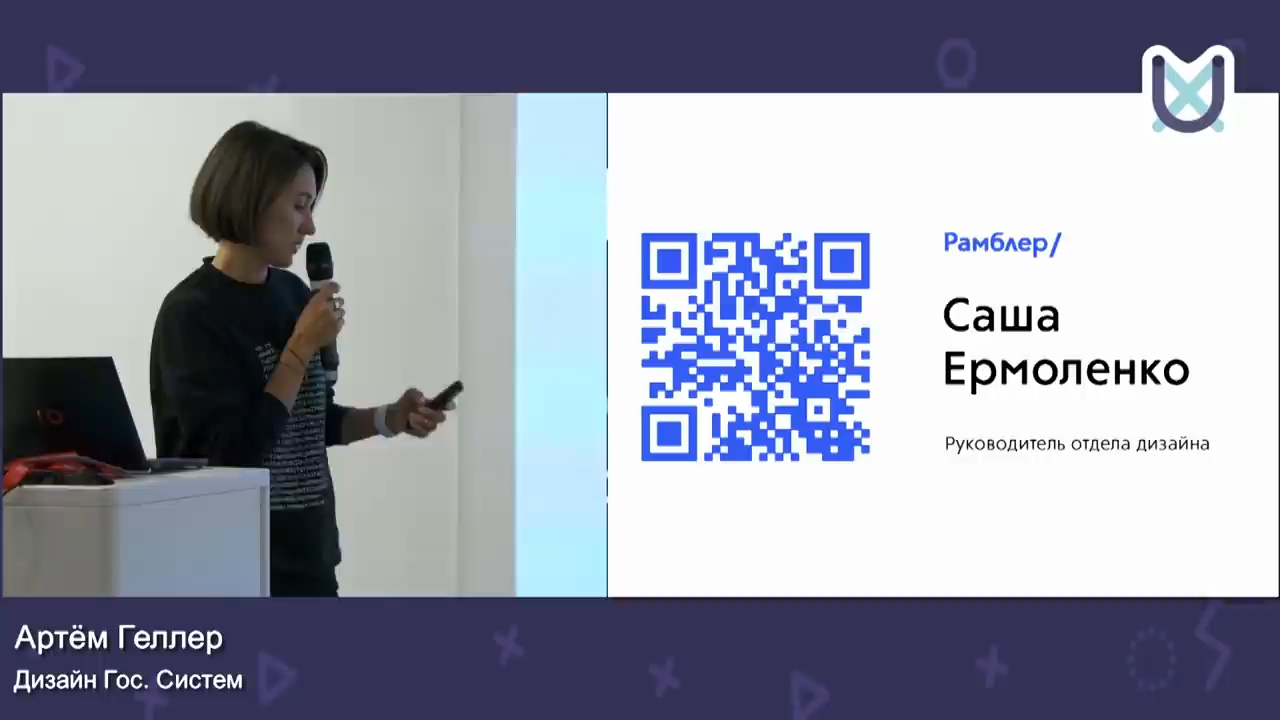 Рамблер/
Саша
Ермоленко
Руководитель отдела дизайна
Артём Геллер
Дизайн Гос. Систем